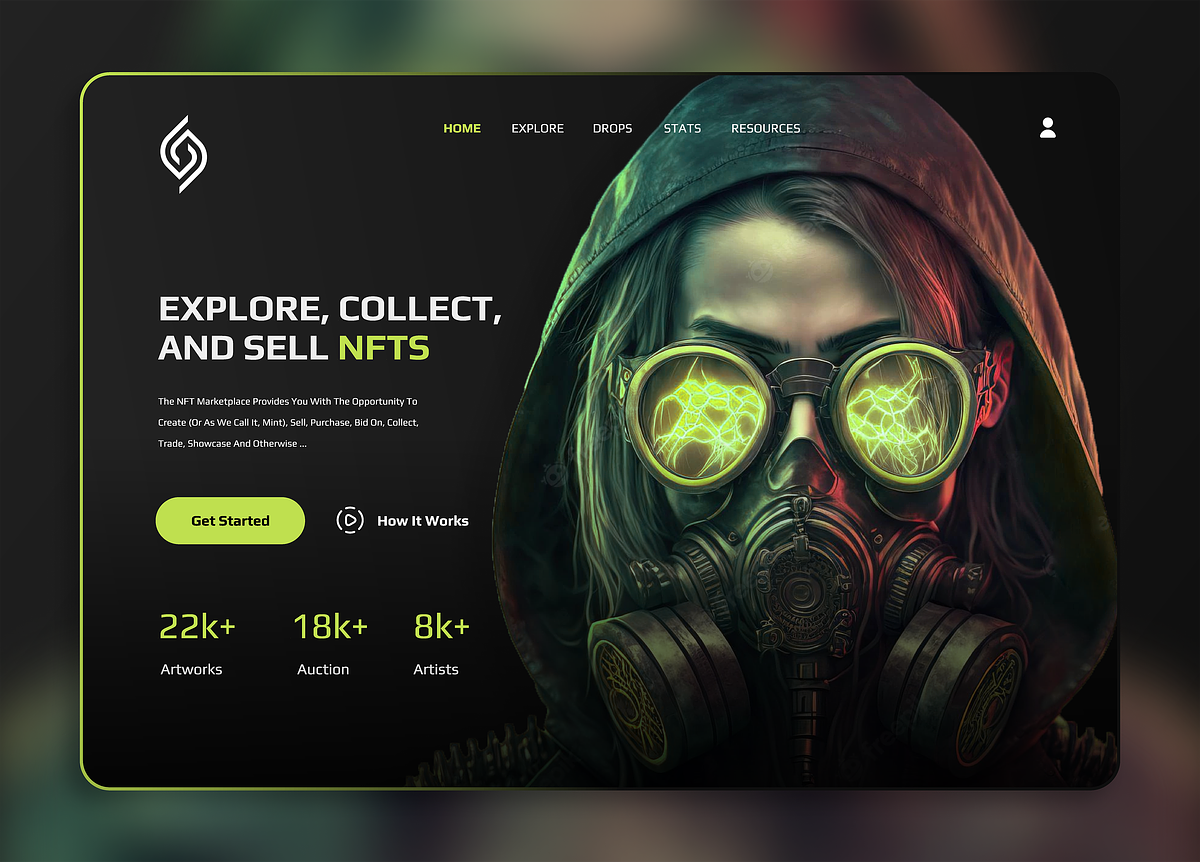 HOME EXPLORE DROPS STATS RESOURCES
EXPLORE, COLLECT,
AND SELL NFTS
The NFT Marketplace Provides You With The Opportunity To
Create (Or As We Call It, Mint), Sell, Purchase, Bid On, Collect,
Trade, Showcase And Otherwise ...
Get Started
How It Works
22k+ 18k+ 8k+
Artworks Auction Artists